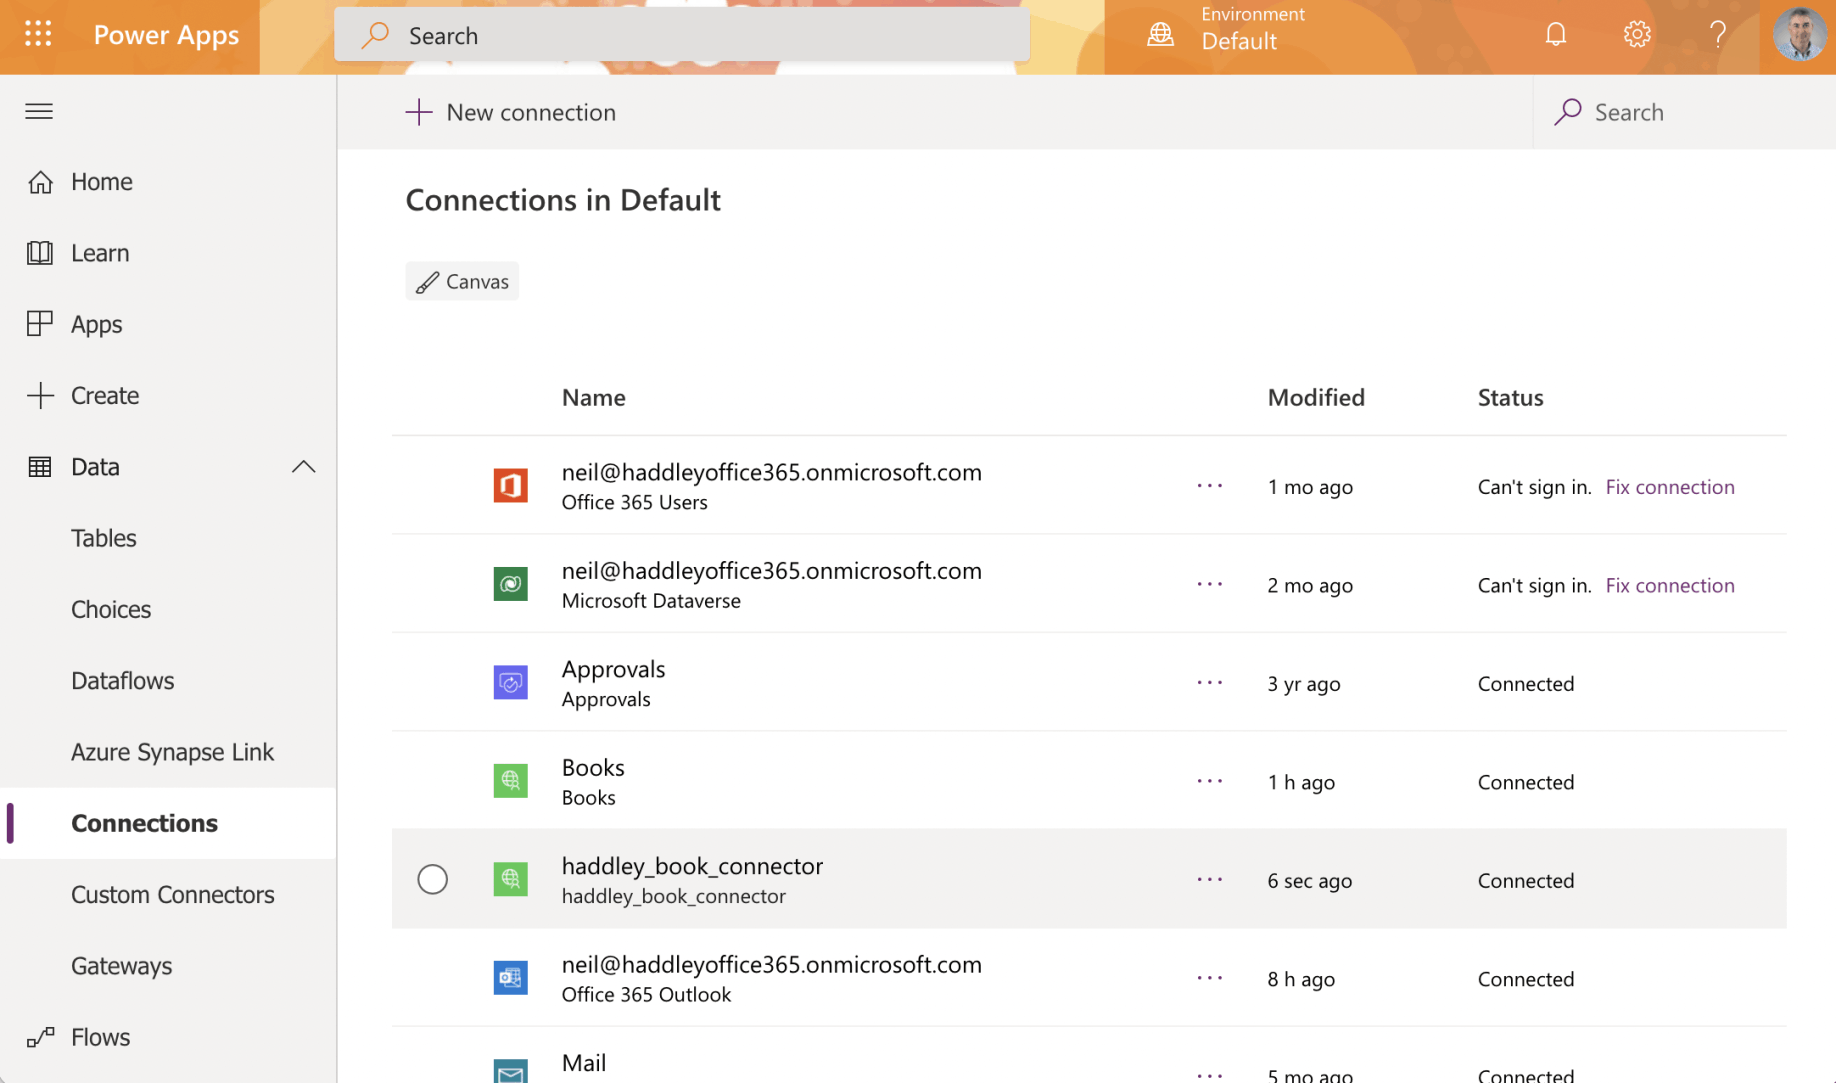 Power Apps
Search
Environment
Default
New connection
Search
Home
Learn
Apps
Create
Data
Tables
Choices
Dataflows
Azure Synapse Link
Connections
Custom Connectors
Gateways
Flows
Connections in Default
Canvas
Name Modified Status
neil@haddleyoffice365.onmicrosoft.com
Office 365 Users
··· 1 mo ago Can't sign in. Fix connection
neil@haddleyoffice365.onmicrosoft.com
Microsoft Dataverse
··· 2 mo ago Can't sign in. Fix connection
Approvals
Approvals
··· 3 yr ago Connected
Books
Books
··· 1 h ago Connected
haddley_book_connector
haddley_book_connector
··· 6 sec ago Connected
neil@haddleyoffice365.onmicrosoft.com
Office 365 Outlook
··· 8 h ago Connected
Mail
··· 5 mo ago Connected